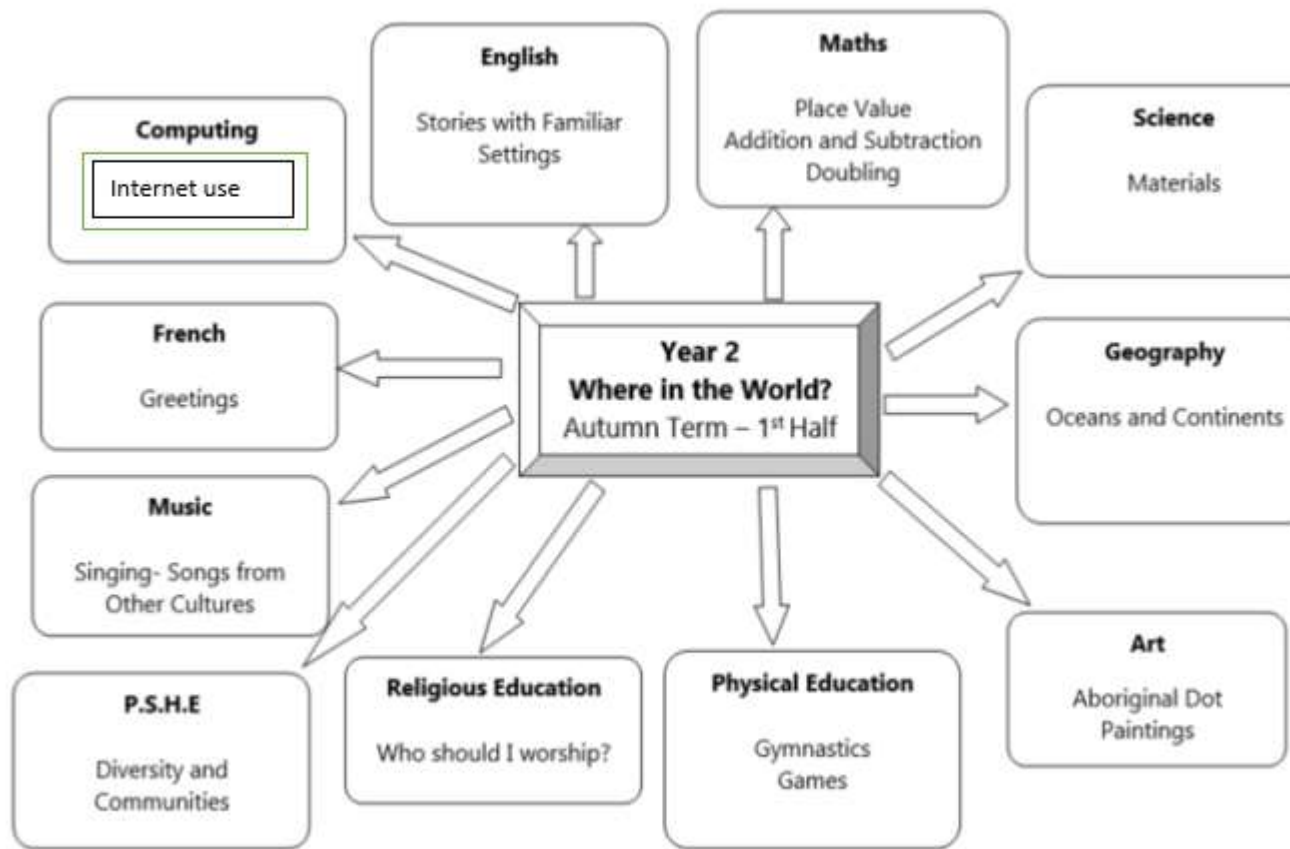 English
Stories with Familiar
Settings
Maths
Place Value
Addition and Subtraction
Doubling
Computing
Internet use
Science
Materials
French
Greetings
Year 2
Where in the World?
Autumn Term – 1st Half
Geography
Oceans and Continents
Music
Singing- Songs from
Other Cultures
Art
Aboriginal Dot
Paintings
P.S.H.E
Diversity and
Communities
Religious Education
Who should I worship?
Physical Education
Gymnastics
Games